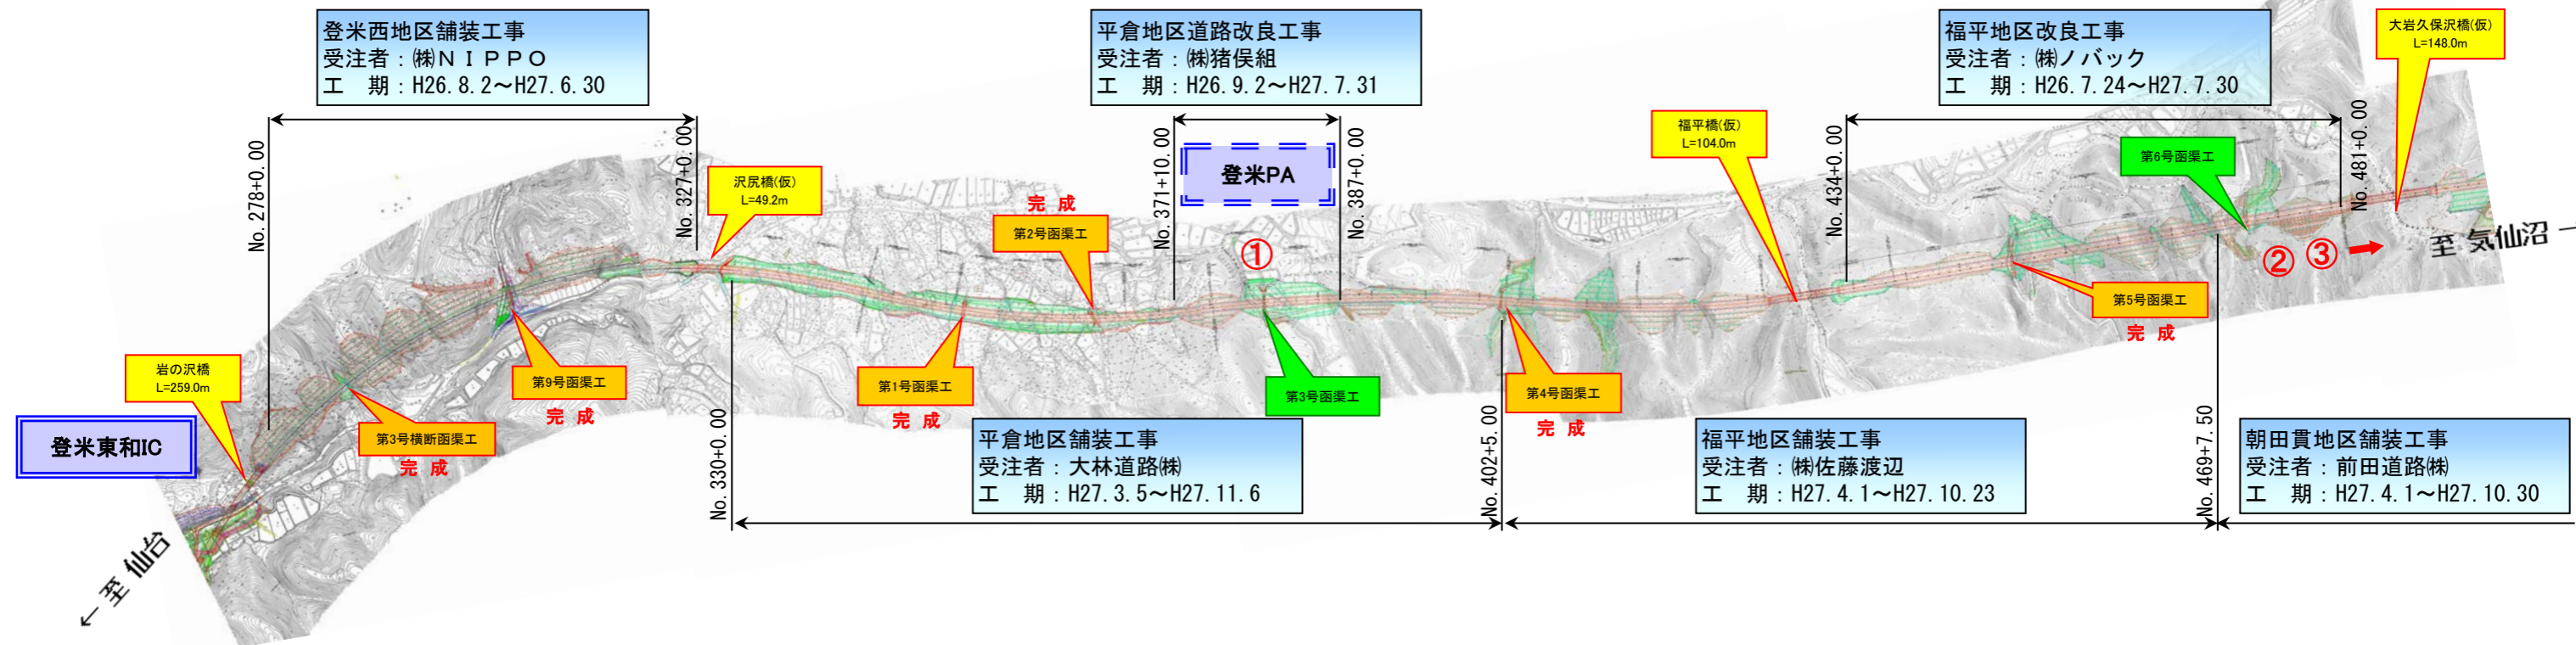 登米西地区舗装工事
受注者：㈱ＮＩＰＰＯ
工　期：H26.8.2～H27.6.30
平倉地区道路改良工事
受注者：㈱猪俣組
工　期：H26.9.2～H27.7.31
福平地区改良工事
受注者：㈱ノバック
工　期：H26.7.24～H27.7.30
大岩久保沢橋(仮)
L=148.0m
No.278+0.00
No.327+0.00
沢尻橋(仮)
L=49.2m
完 成
第2号函渠工
No.371+10.00
登米PA
No.387+0.00
①
福平橋(仮)
L=104.0m
No.434+0.00
第6号函渠工
No.481+0.00
② ③
至 気仙沼
岩の沢橋
L=259.0m
登米東和IC
第3号横断函渠工
完 成
第9号函渠工
完 成
第1号函渠工
完 成
第3号函渠工
第4号函渠工
完 成
第5号函渠工
完 成
No.330+0.00
平倉地区舗装工事
受注者：大林道路㈱
工　期：H27.3.5～H27.11.6
No.402+5.00
福平地区舗装工事
受注者：㈱佐藤渡辺
工　期：H27.4.1～H27.10.23
No.469+7.50
朝田貫地区舗装工事
受注者：前田道路㈱
工　期：H27.4.1～H27.10.30
←至 仙台